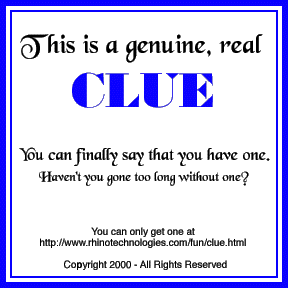 This is a genuine, real
CLUE
You can finally say that you have one.
Haven't you gone too long without one?
You can only get one at
http://www.rhinotechnologies.com/fun/clue.html
Copyright 2000 - All Rights Reserved